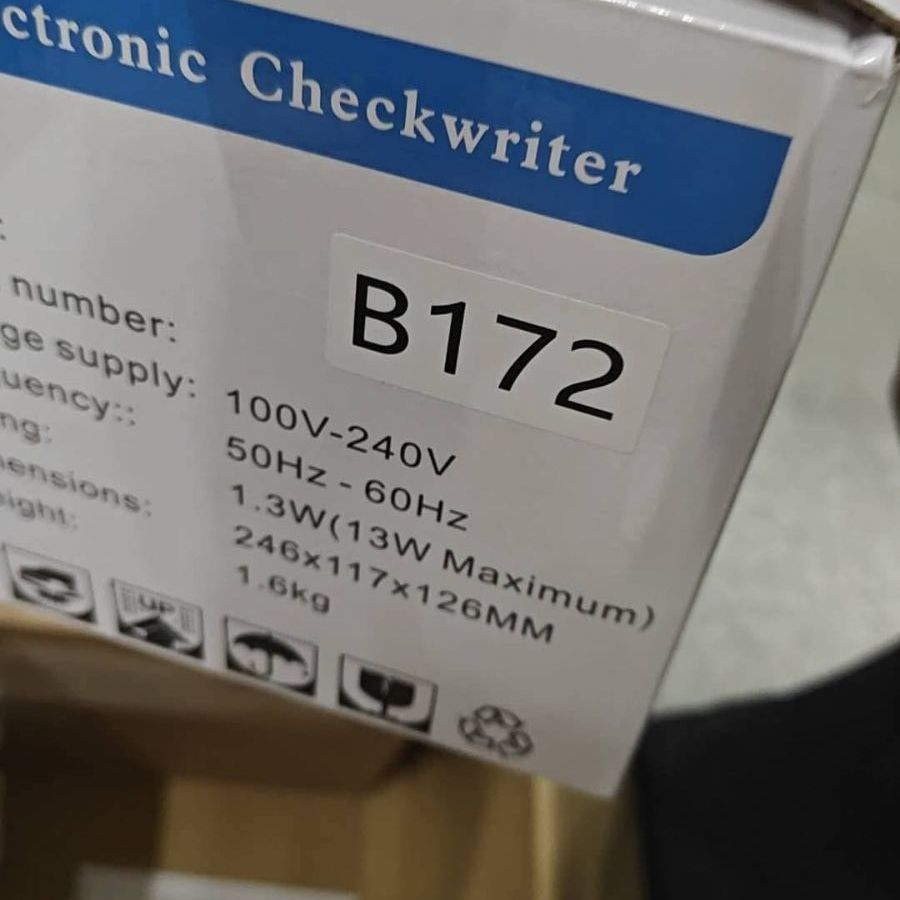 ctronic Checkwriter
B172
number:
ge supply: 100V-240V
uency:: 50Hz - 60Hz
ng: 1.3W(13W Maximum)
ensions: 246x117x126MM
eight: 1.6kg
UP